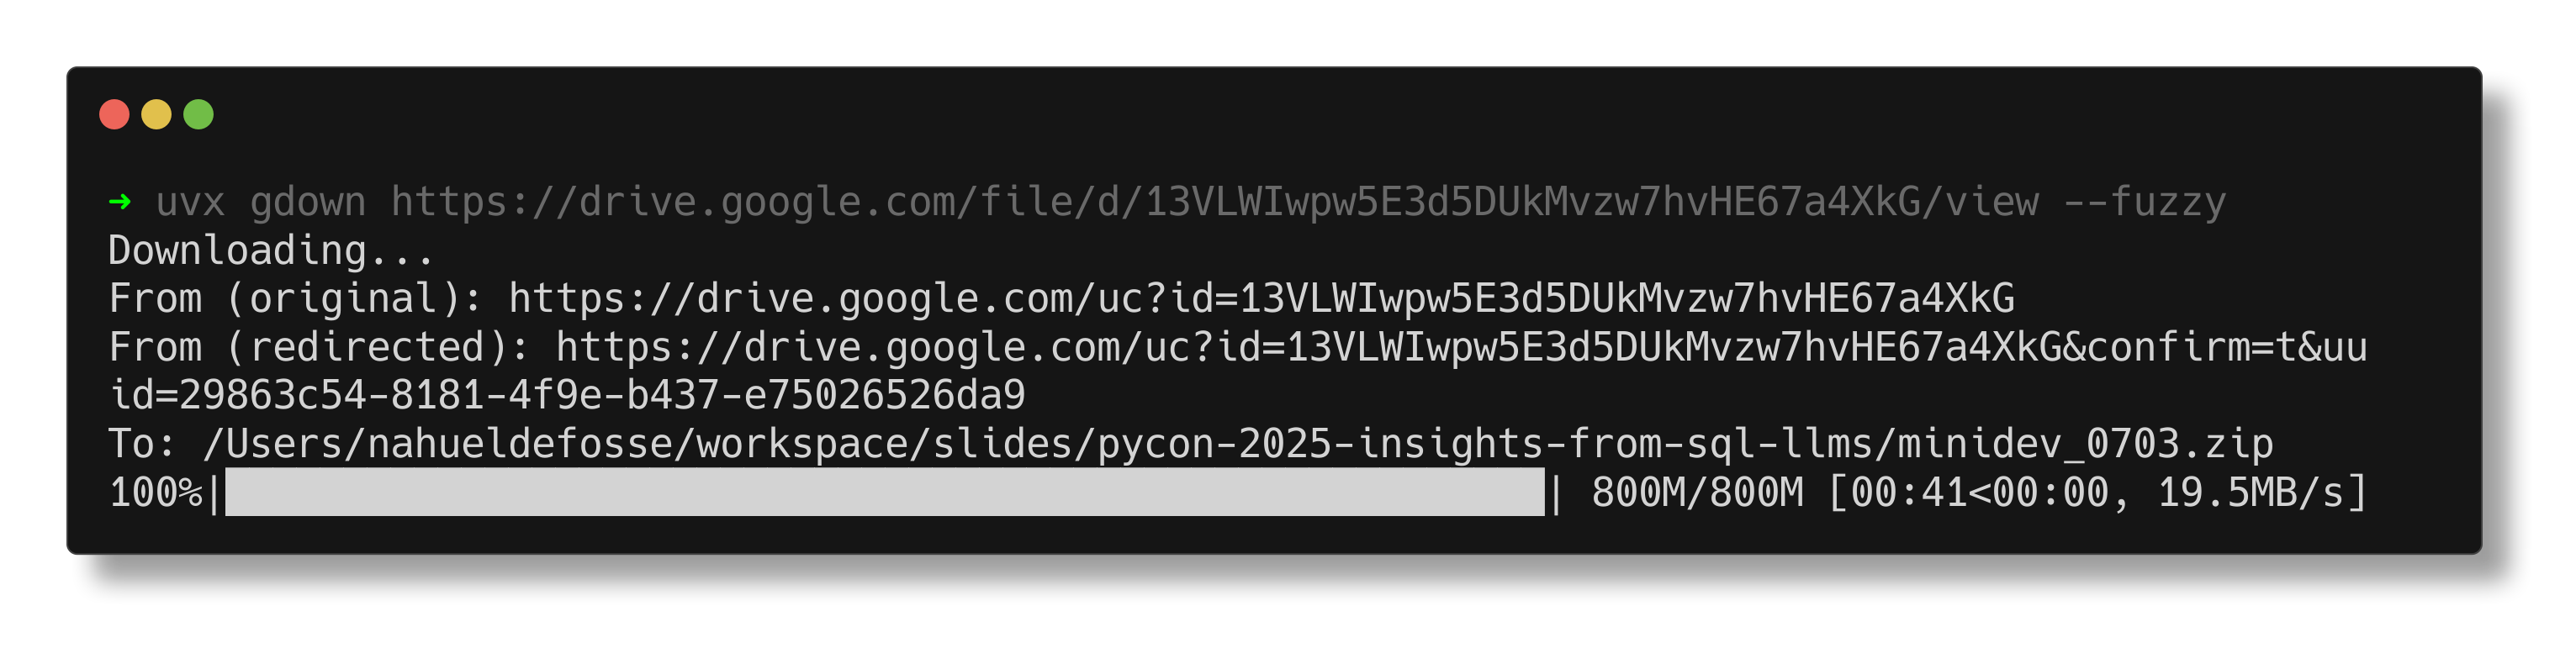 ➜ uvx gdown https://drive.google.com/file/d/13VLWIwpw5E3d5DUkMvzw7hvHE67a4XkG/view --fuzzy
Downloading...
From (original): https://drive.google.com/uc?id=13VLWIwpw5E3d5DUkMvzw7hvHE67a4XkG
From (redirected): https://drive.google.com/uc?id=13VLWIwpw5E3d5DUkMvzw7hvHE67a4XkG&confirm=t&uu
id=29863c54-8181-4f9e-b437-e75026526da9
To: /Users/nahueldefosse/workspace/slides/pycon-2025-insights-from-sql-llms/minidev_0703.zip
100%|████████████████████████████████████████████████████████| 800M/800M [00:41<00:00, 19.5MB/s]